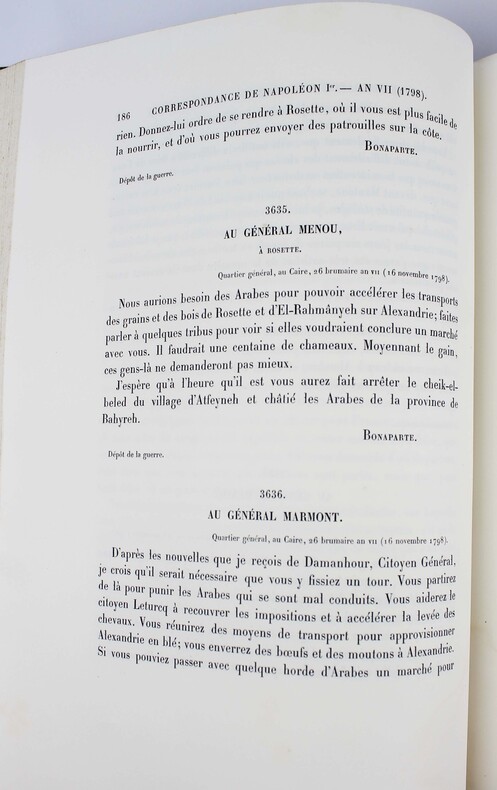 186 CORRESPONDANCE DE NAPOLÉON Ier. — AN VII (1798).
rien. Donnez-lui ordre de se rendre à Rosette, où il vous est plus facile de
la nourrir, et d'où vous pourrez envoyer des patrouilles sur la côte.
BONAPARTE.
Dépôt de la guerre.
3635.
AU GÉNÉRAL MENOU,
À ROSETTE.
Quartier général, au Caire, 26 brumaire an VII (16 novembre 1798).
Nous aurions besoin des Arabes pour pouvoir accélérer les transports
des grains et des bois de Rosette et d'El-Rahmânyeh sur Alexandrie; faites
parler à quelques tribus pour voir si elles voudraient conclure un marché
avec vous. Il faudrait une centaine de chameaux. Moyennant le gain,
ces gens-là ne demanderont pas mieux.
J'espère qu'à l'heure qu'il est vous aurez fait arrêter le cheik-el-
beled du village d'Atfeyneh et châtié les Arabes de la province de
Bahyreh.
BONAPARTE.
Dépôt de la guerre.
3636.
AU GÉNÉRAL MARMONT.
Quartier général, au Caire, 26 brumaire an VII (16 novembre 1798).
D'après les nouvelles que je reçois de Damanhour, Citoyen Général,
je crois qu'il serait nécessaire que vous y fissiez un tour. Vous partirez
de là pour punir les Arabes qui se sont mal conduits. Vous aiderez le
citoyen Leturcq à recouvrer les impositions et à accélérer la levée des
chevaux. Vous réunirez des moyens de transport pour approvisionner
Alexandrie en blé; vous enverrez des bœufs et des moutons à Alexandrie.
Si vous pouviez passer avec quelque horde d'Arabes un marché pour